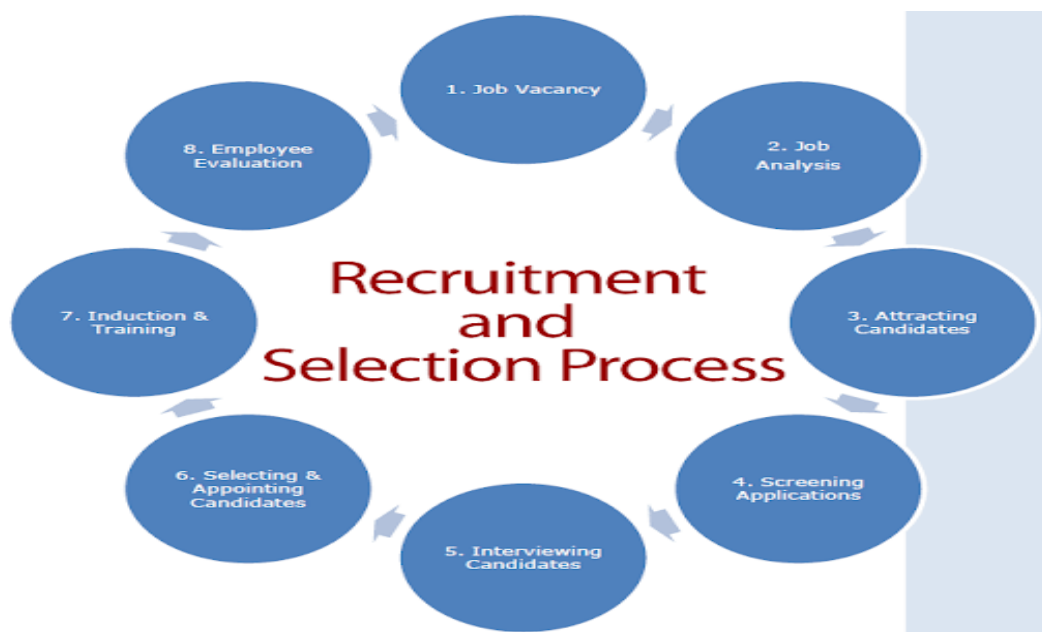 1. Job Vacancy
2. Job
Analysis
3. Attracting
Candidates
4. Screening
Applications
5. Interviewing
Candidates
6. Selecting &
Appointing
Candidates
7. Induction &
Training
8. Employee
Evaluation
Recruitment
and
Selection Process